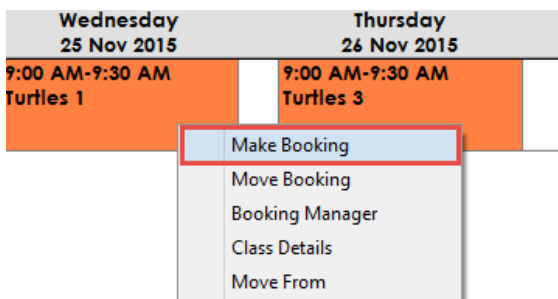 Wednesday
25 Nov 2015
Thursday
26 Nov 2015
9:00 AM-9:30 AM
Turtles 1
9:00 AM-9:30 AM
Turtles 3
Make Booking
Move Booking
Booking Manager
Class Details
Move From